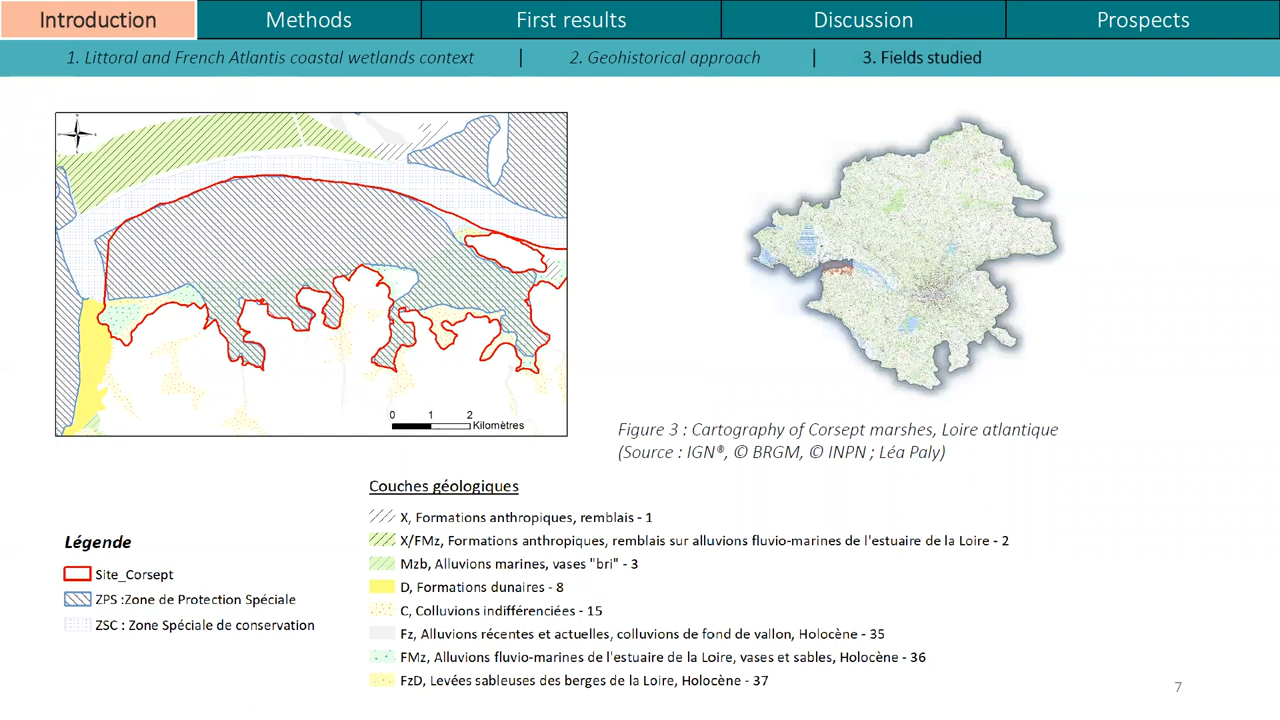 Introduction
Methods
First results
Discussion
Prospects
1. Littoral and French Atlantis coastal wetlands context | 2. Geohistorical approach | 3. Fields studied
0 1 2
Kilomètres
Figure 3 : Cartography of Corsept marshes, Loire atlantique
(Source : IGN®, © BRGM, © INPN ; Léa Paly)
Légende
Site_Corsept
ZPS :Zone de Protection Spéciale
ZSC : Zone Spéciale de conservation
Couches géologiques
X, Formations anthropiques, remblais - 1
X/FMz, Formations anthropiques, remblais sur alluvions fluvio-marines de l'estuaire de la Loire - 2
Mzb, Alluvions marines, vases "bri" - 3
D, Formations dunaires - 8
C, Colluvions indifférenciées - 15
Fz, Alluvions récentes et actuelles, colluvions de fond de vallon, Holocène - 35
FMz, Alluvions fluvio-marines de l'estuaire de la Loire, vases et sables, Holocène - 36
FzD, Levées sableuses des berges de la Loire, Holocène - 37
7